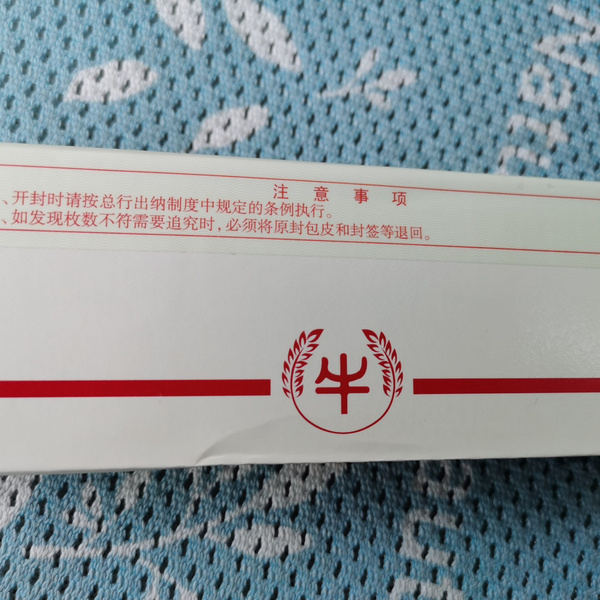 注意事项
、开封时请按总行出纳制度中规定的条例执行。
、如发现枚数不符需要追究时，必须将原封包皮和封签等退回。
牛